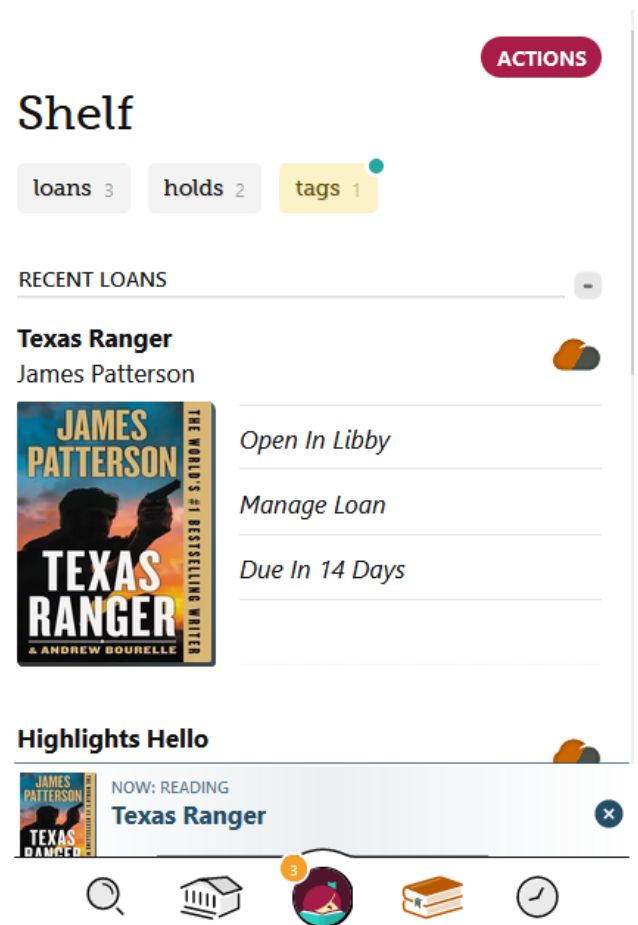 ACTIONS
Shelf
loans 3
holds 2
tags 1
RECENT LOANS
-
Texas Ranger
James Patterson
JAMES
PATTERSON
THE WORLD'S #1 BESTSELLING WRITER
TEXAS
RANGER
& ANDREW BOURELLE
Open In Libby
Manage Loan
Due In 14 Days
Highlights Hello
JAMES
PATTERSON
TEXAS
RANGER
NOW: READING
Texas Ranger
3